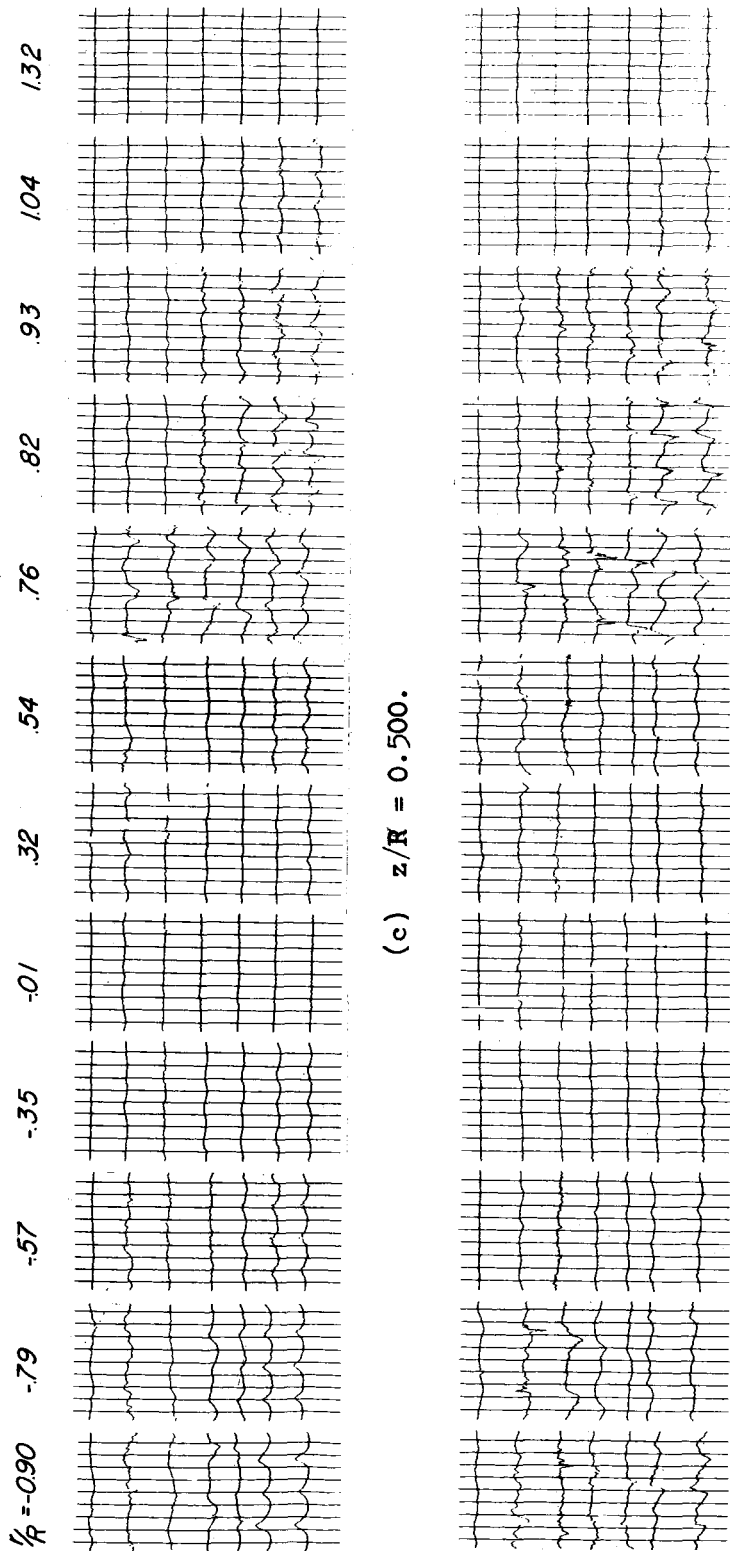 r/R = -0.90 -.79 -.57 -.35 -.01 .32 .54 .76 .82 .93 1.04 1.32
(c) z/R = 0.500.